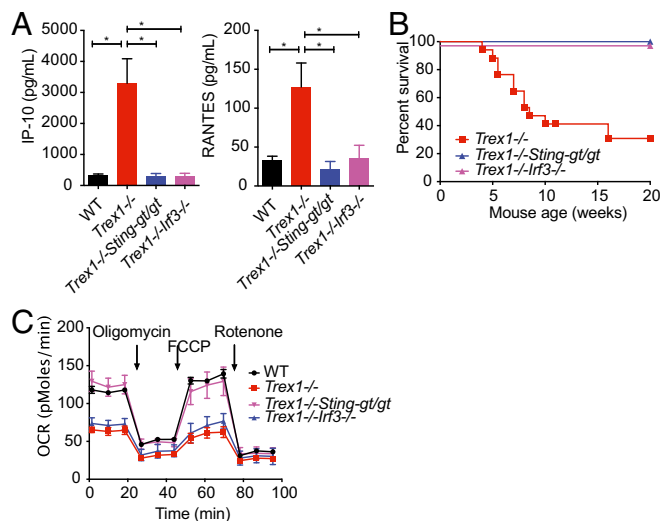 A
IP-10 (pg/mL)
5000
4000
3000
2000
1000
0
*
*
*
WT
Trex1-/-
Trex1-/-Sting-gt/gt
Trex1-/-Irf3-/-
RANTES (pg/mL)
200
150
100
50
0
*
*
*
WT
Trex1-/-
Trex1-/-Sting-gt/gt
Trex1-/-Irf3-/-
B
Percent survival
100
80
60
40
20
0
Trex1-/-
Trex1-/-Sting-gt/gt
Trex1-/-Irf3-/-
0 5 10 15 20
Mouse age (weeks)
C
OCR (pMoles/min)
200
150
100
50
0
Oligomycin
FCCP
Rotenone
WT
Trex1-/-
Trex1-/-Sting-gt/gt
Trex1-/-Irf3-/-
0 20 40 60 80 100
Time (min)